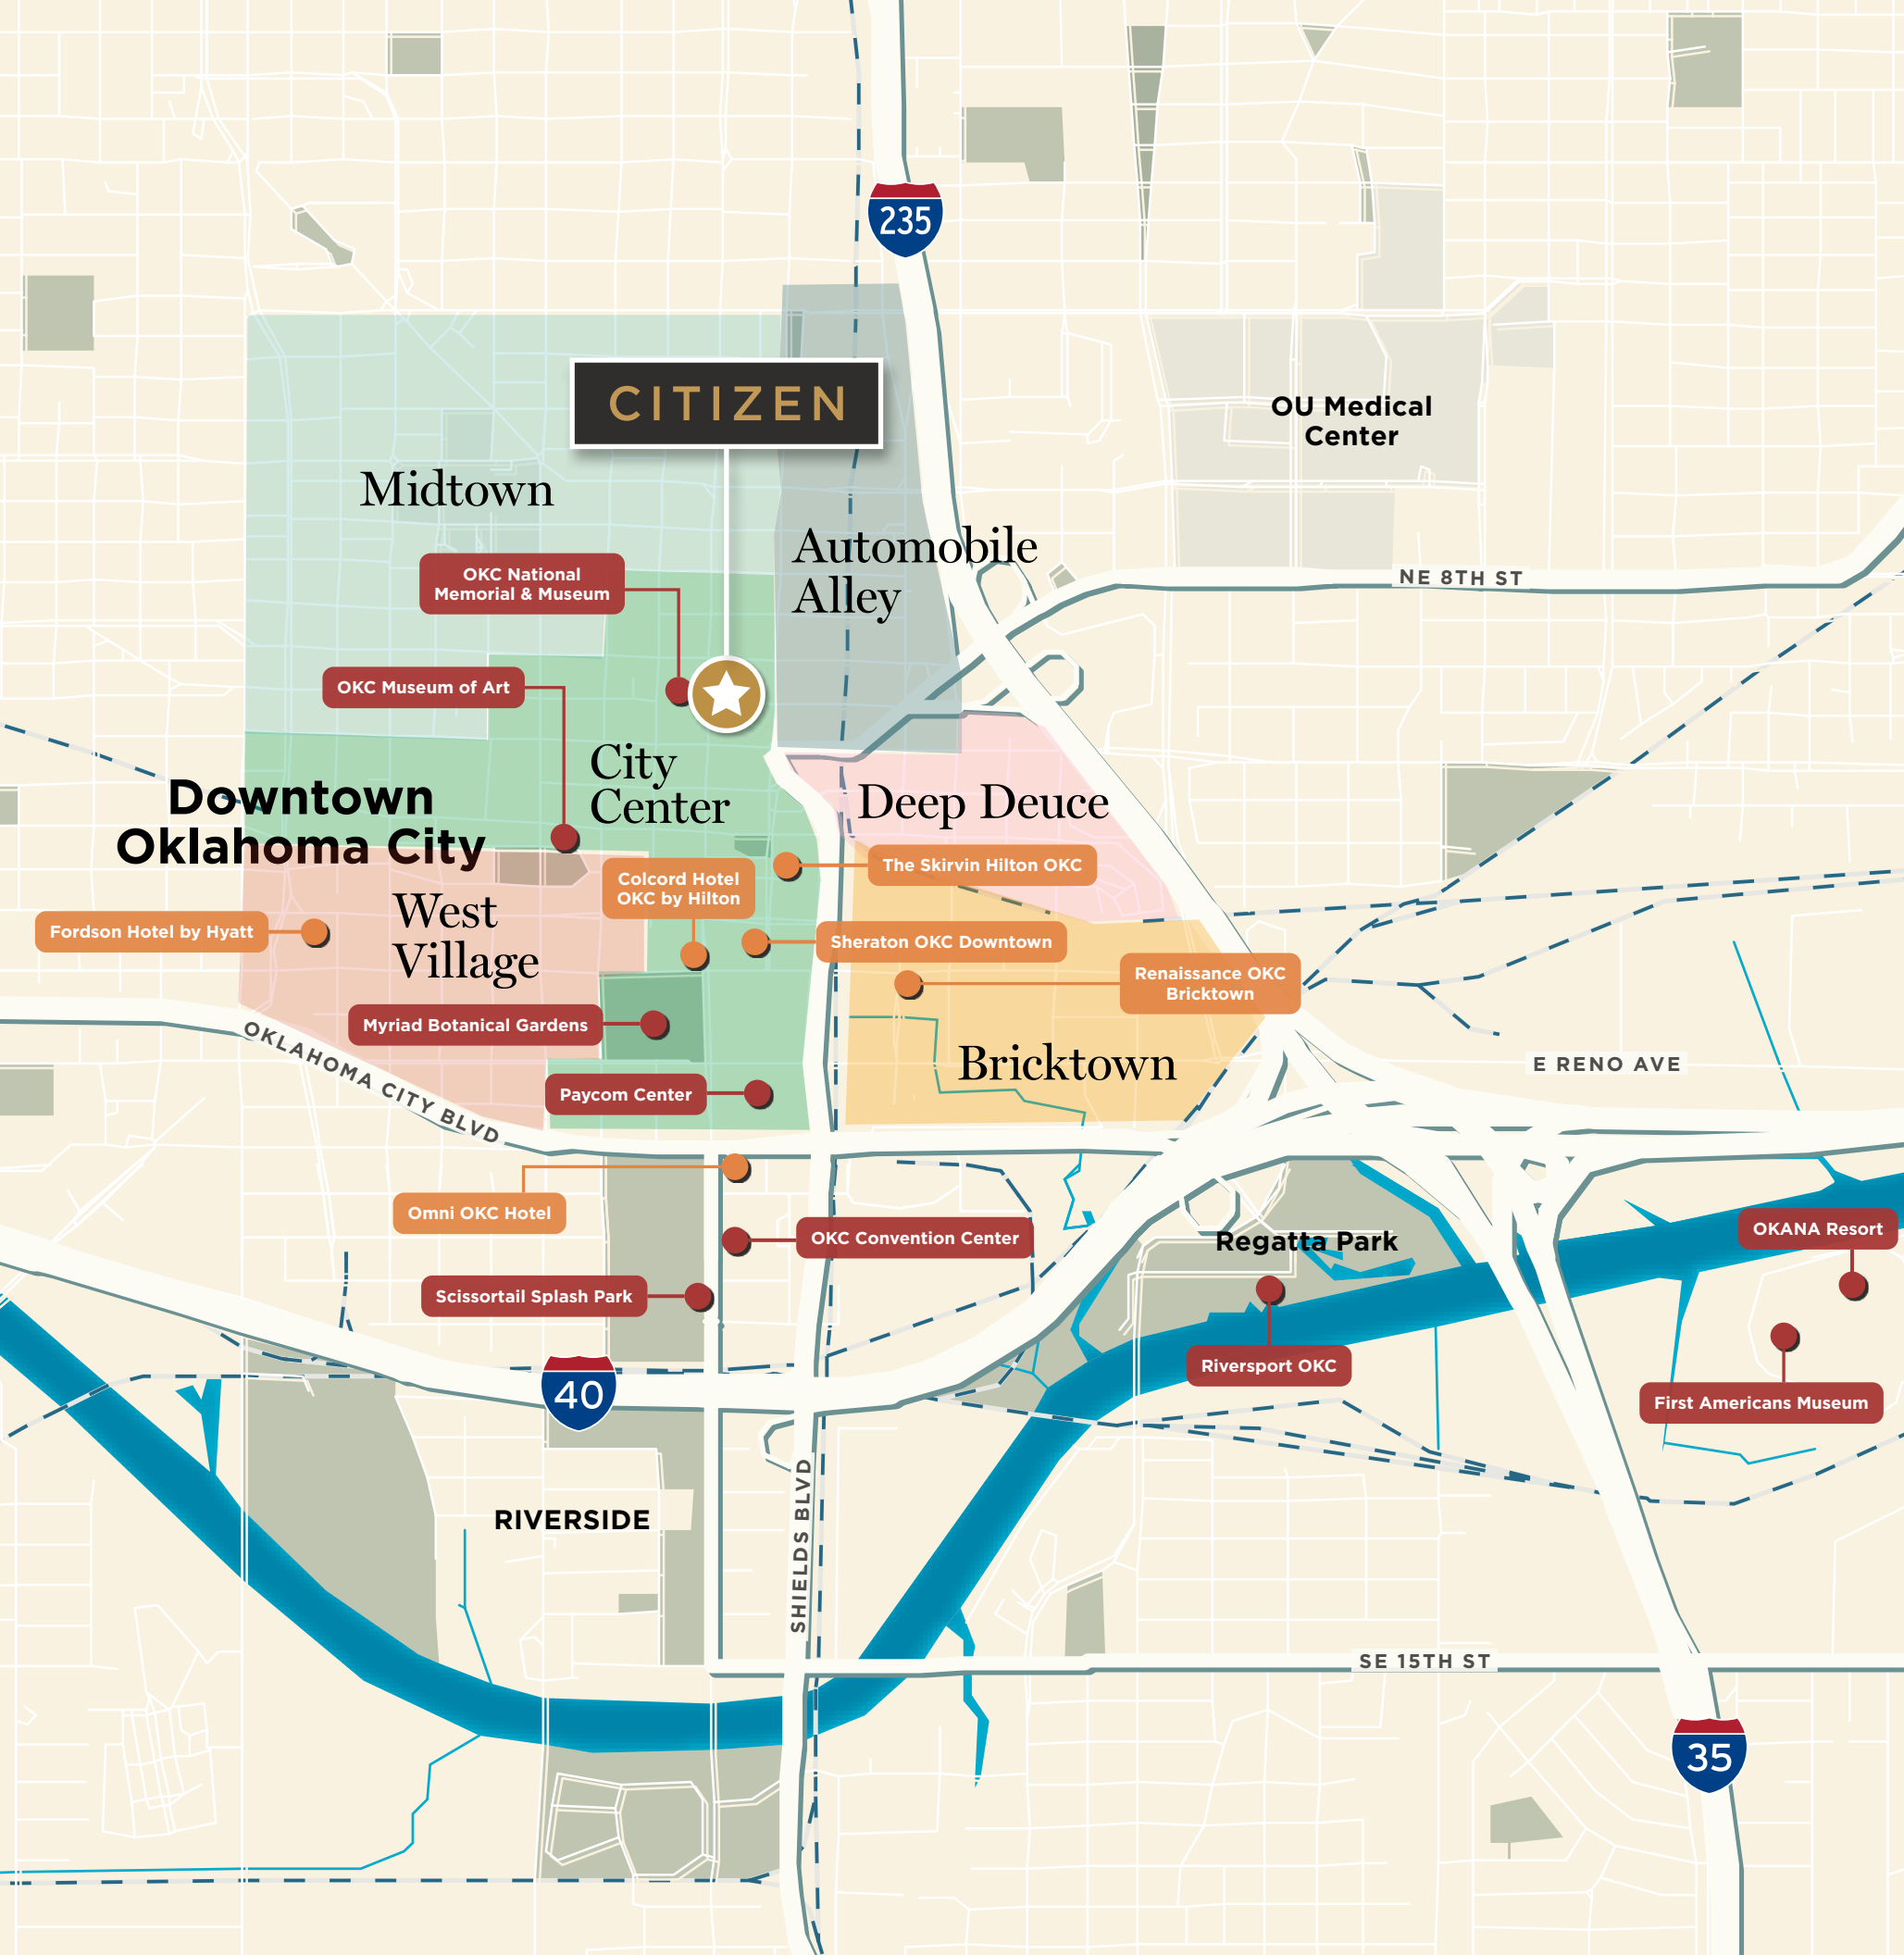 235
CITIZEN
OU Medical
Center
Midtown
Automobile
Alley
OKC National
Memorial & Museum
NE 8TH ST
OKC Museum of Art
City
Center
Downtown
Oklahoma City
Deep Deuce
The Skirvin Hilton OKC
Colcord Hotel
OKC by Hilton
West
Village
Fordson Hotel by Hyatt
Sheraton OKC Downtown
Renaissance OKC
Bricktown
Myriad Botanical Gardens
OKLAHOMA CITY BLVD
Bricktown
E RENO AVE
Paycom Center
Omni OKC Hotel
OKC Convention Center
Regatta Park
OKANA Resort
Scissortail Splash Park
Riversport OKC
40
First Americans Museum
RIVERSIDE
SHIELDS BLVD
SE 15TH ST
35